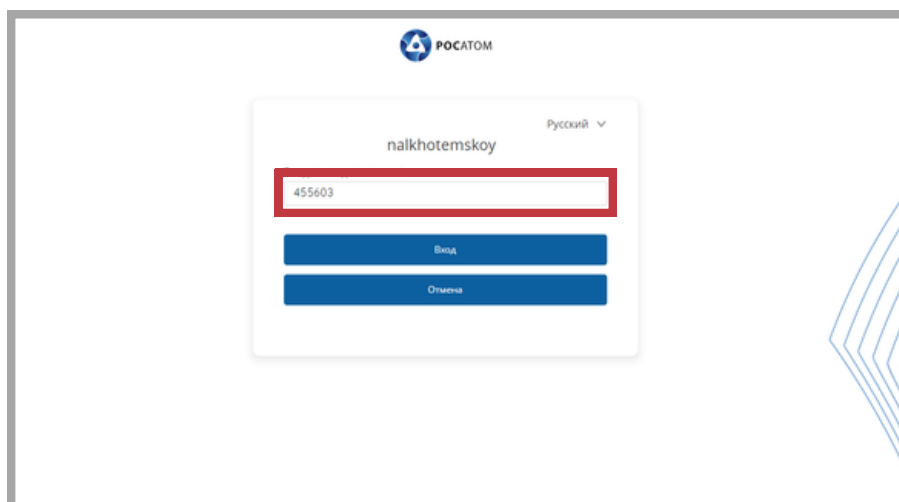 РОСАТОМ
Русский
nalkhotemskoy
455603
Вход
Отмена